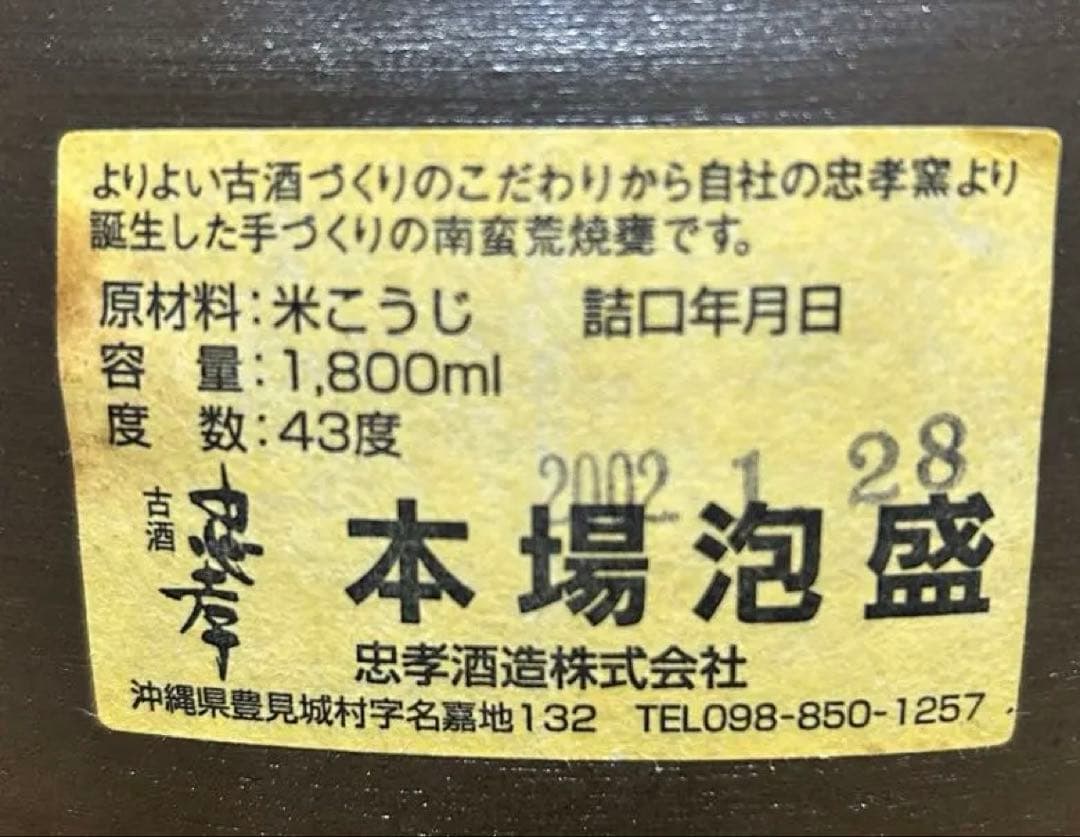 よりよい古酒づくりのこだわりから自社の忠孝窯より
誕生した手づくりの南蛮荒焼甕です。
原材料:米こうじ 詰口年月日
容 量:1,800ml
度 数:43度
2002 1 28
古酒 忠孝 本場泡盛
忠孝酒造株式会社
沖縄県豊見城村字名嘉地132 TEL098-850-1257